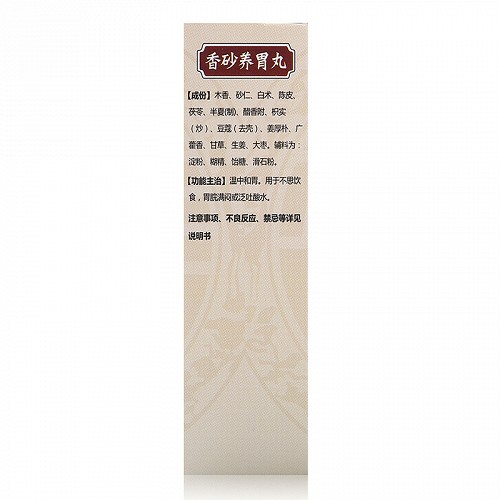 香砂养胃丸
【成份】木香、砂仁、白术、陈皮、
茯苓、半夏(制)、醋香附、枳实
（炒）、豆蔻（去壳）、姜厚朴、广
藿香、甘草、生姜、大枣。辅料为：
淀粉、糊精、饴糖、滑石粉。
【功能主治】温中和胃。用于不思饮
食，胃脘满闷或泛吐酸水。
注意事项、不良反应、禁忌等详见
说明书